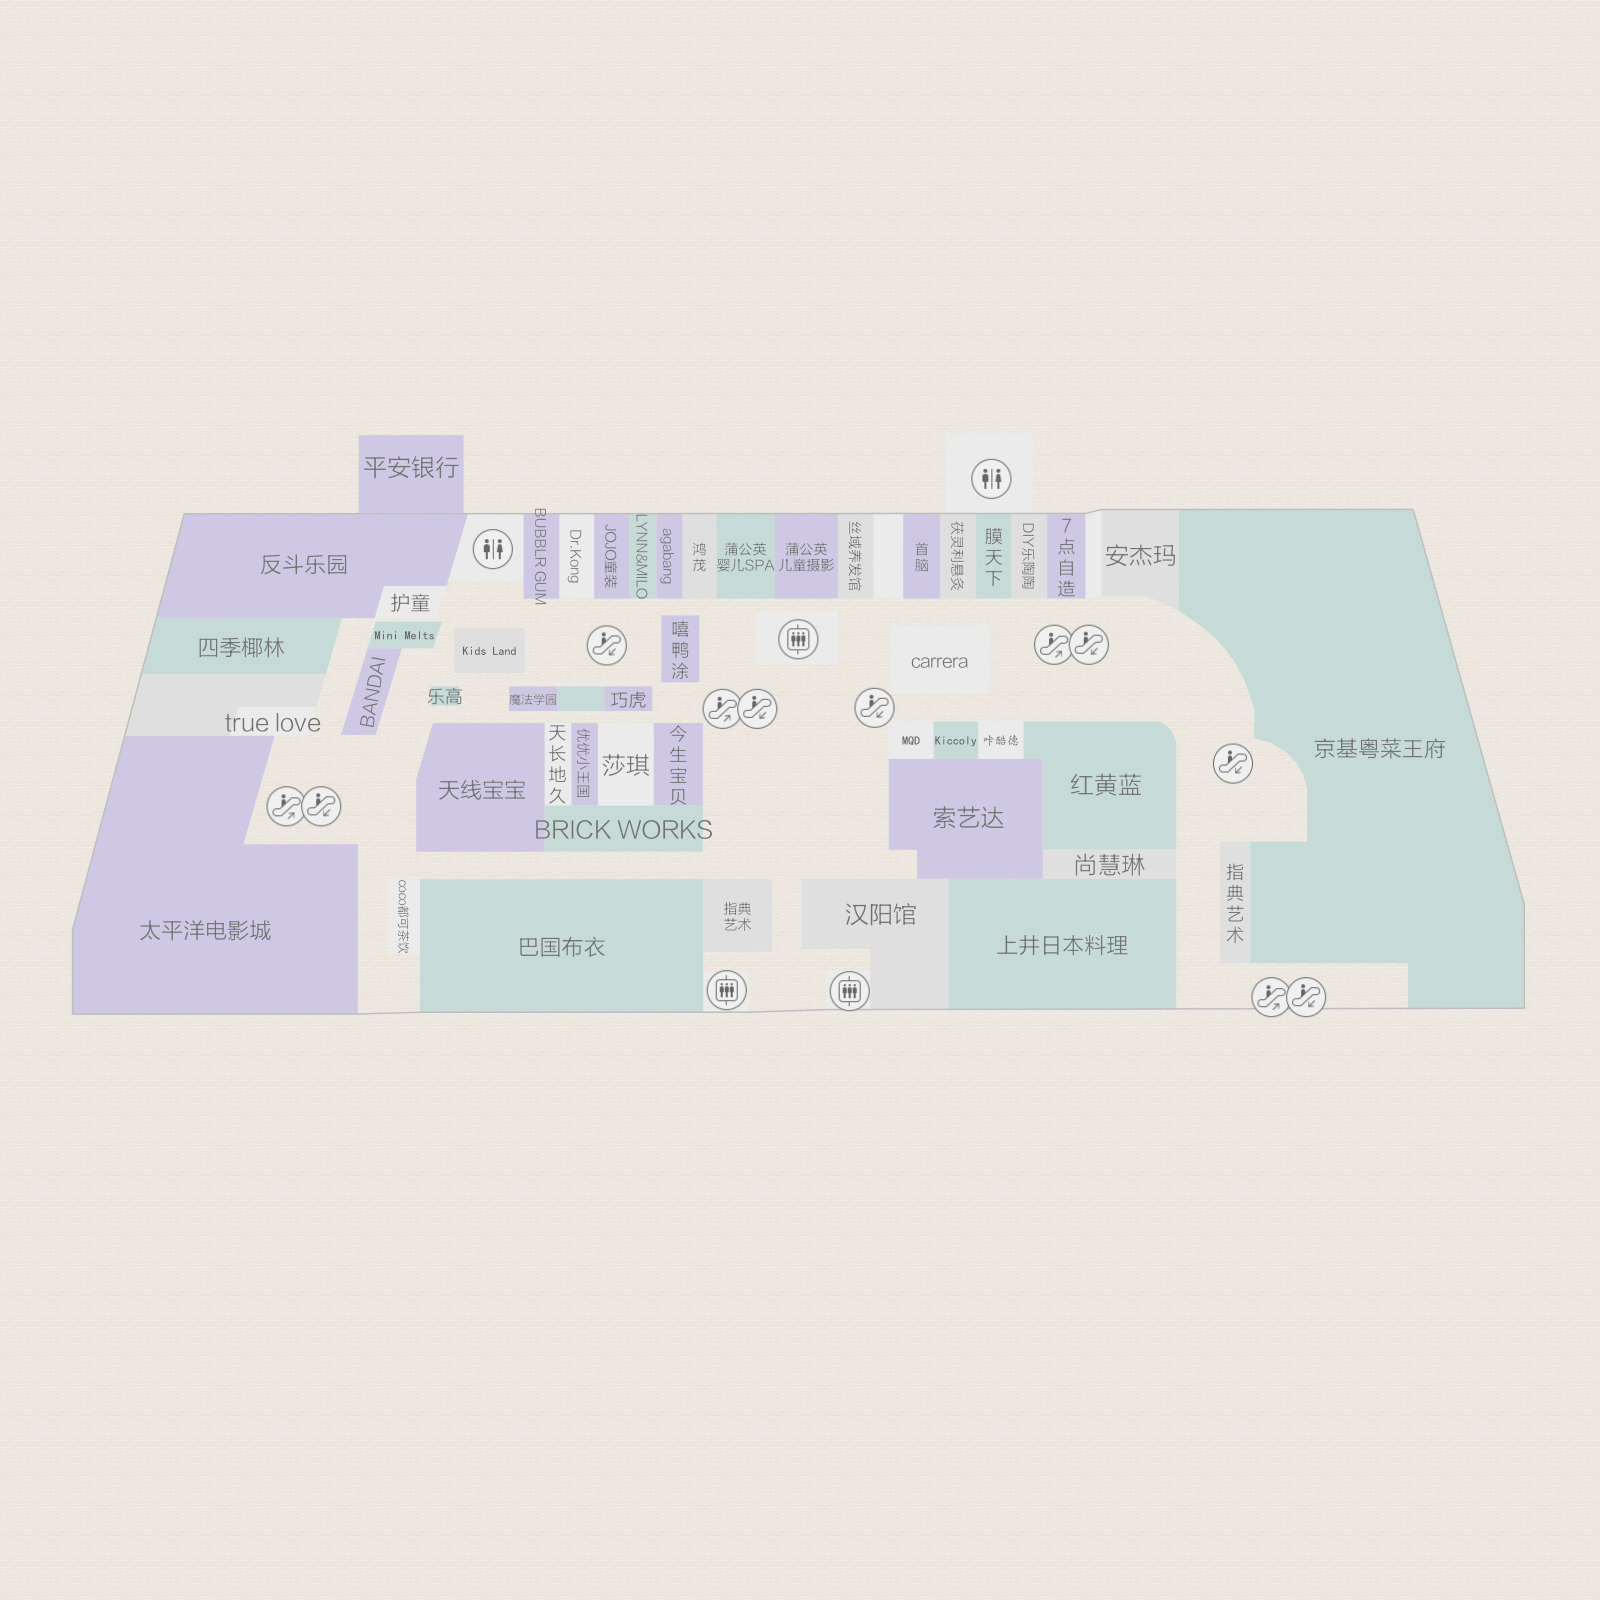 平安银行
反斗乐园
BUBBLR GUM
Dr.Kong
JOJO童装
LYNN&MILO
agabang
鸿茂
蒲公英
婴儿SPA
蒲公英
儿童摄影
丝域养发馆
首脑
茯灵利悬灸
膜天下
DIY乐陶陶
7点自造
安杰玛
护童
四季椰林
Mini Melts
Kids Land
嘻鸭涂
carrera
BANDAI
乐高
魔法学园
巧虎
true love
天线宝宝
天长地久
优优小王国
莎琪
今生宝贝
MQD
Kiccoly
咔酷德
京基粤菜王府
红黄蓝
索艺达
BRICK WORKS
尚慧琳
太平洋电影城
coco都可茶饮
巴国布衣
指典
艺术
汉阳馆
上井日本料理
指典艺术